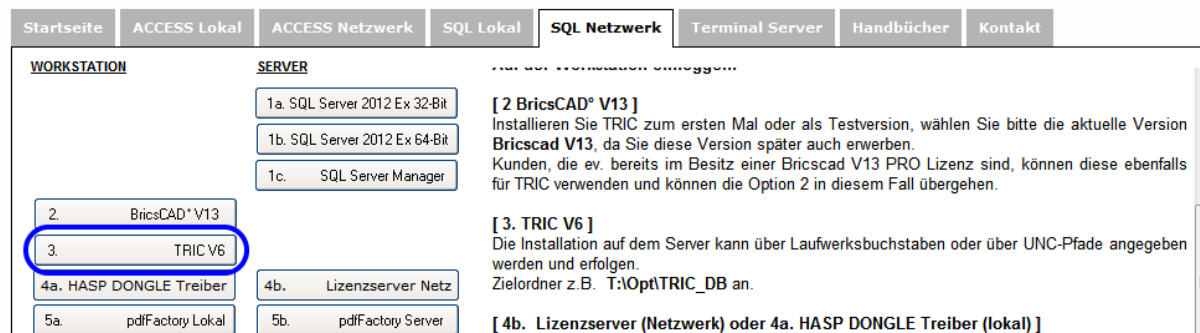 Startseite ACCESS Lokal ACCESS Netzwerk SQL Lokal SQL Netzwerk Terminal Server Handbücher Kontakt
WORKSTATION
2. BricsCAD° V13
3. TRIC V6
4a. HASP DONGLE Treiber
5a. pdfFactory Lokal
SERVER
1a. SQL Server 2012 Ex 32-Bit
1b. SQL Server 2012 Ex 64-Bit
1c. SQL Server Manager
4b. Lizenzserver Netz
5b. pdfFactory Server
[ 2 BricsCAD° V13 ]
Installieren Sie TRIC zum ersten Mal oder als Testversion, wählen Sie bitte die aktuelle Version
Bricscad V13, da Sie diese Version später auch erwerben.
Kunden, die ev. bereits im Besitz einer Bricscad V13 PRO Lizenz sind, können diese ebenfalls
für TRIC verwenden und können die Option 2 in diesem Fall übergehen.
[ 3. TRIC V6 ]
Die Installation auf dem Server kann über Laufwerksbuchstaben oder über UNC-Pfade angegeben
werden und erfolgen.
Zielordner z.B. T:\Opt\TRIC_DB an.
[ 4b. Lizenzserver (Netzwerk) oder 4a. HASP DONGLE Treiber (lokal) ]